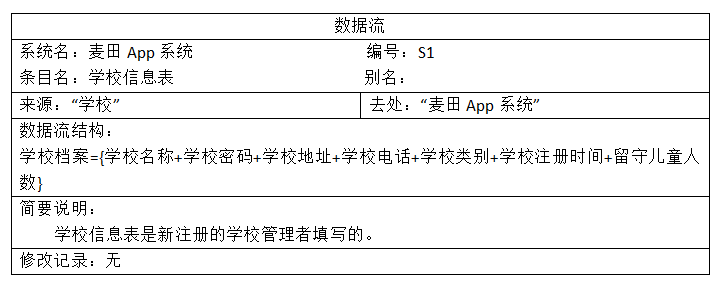 数据流
系统名：麦田 App 系统 编号：S1
条目名：学校信息表 别名：
来源：“学校” 去处：“麦田 App 系统”
数据流结构：
学校档案={学校名称+学校密码+学校地址+学校电话+学校类别+学校注册时间+留守儿童人
数}
简要说明：
学校信息表是新注册的学校管理者填写的。
修改记录：无